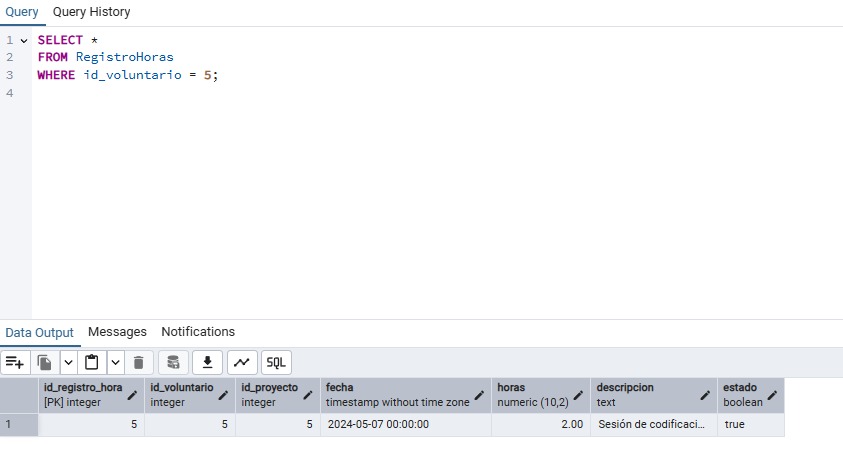 Query Query History
1 SELECT *
2 FROM RegistroHoras
3 WHERE id_voluntario = 5;
4
Data Output Messages Notifications
SQL
id_registro_hora id_voluntario id_proyecto fecha horas descripcion estado
[PK] integer integer integer timestamp without time zone numeric (10,2) text boolean
1 5 5 5 2024-05-07 00:00:00 2.00 Sesión de codificaci... true